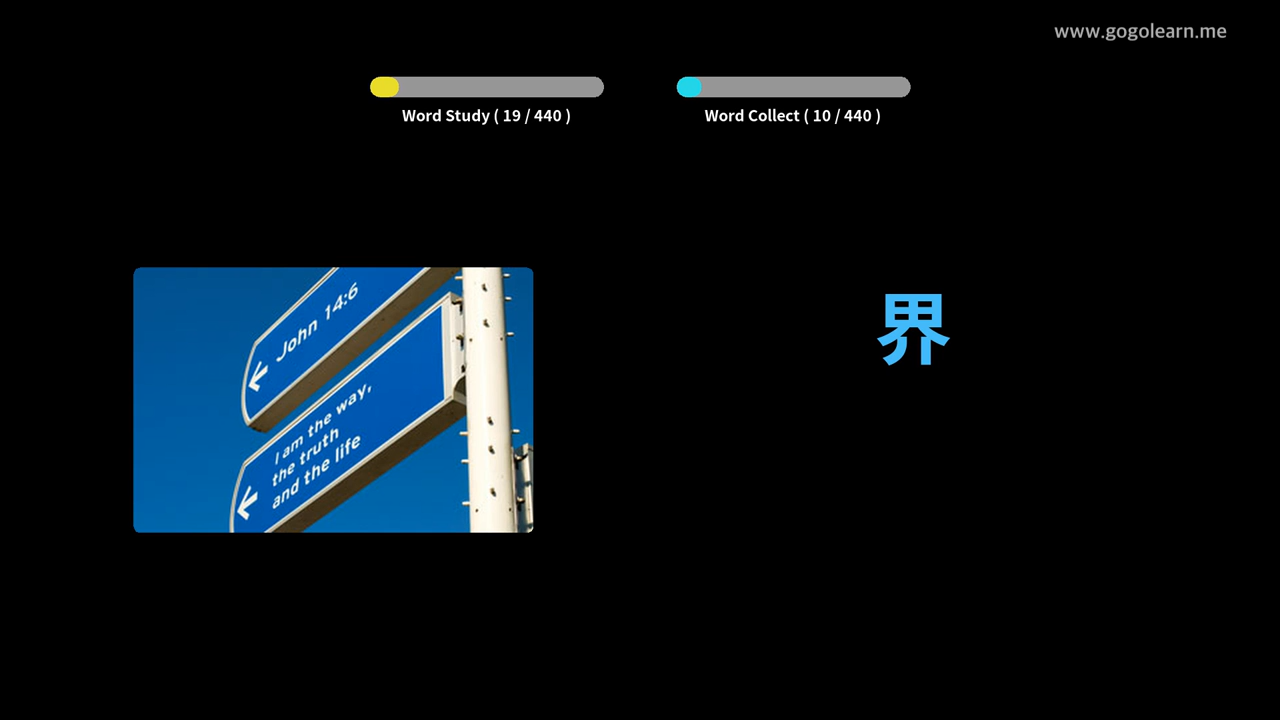 www.gogolearn.me
Word Study ( 19 / 440 )
Word Collect ( 10 / 440 )
John 14:6
I am the way,
the truth
and the life
界